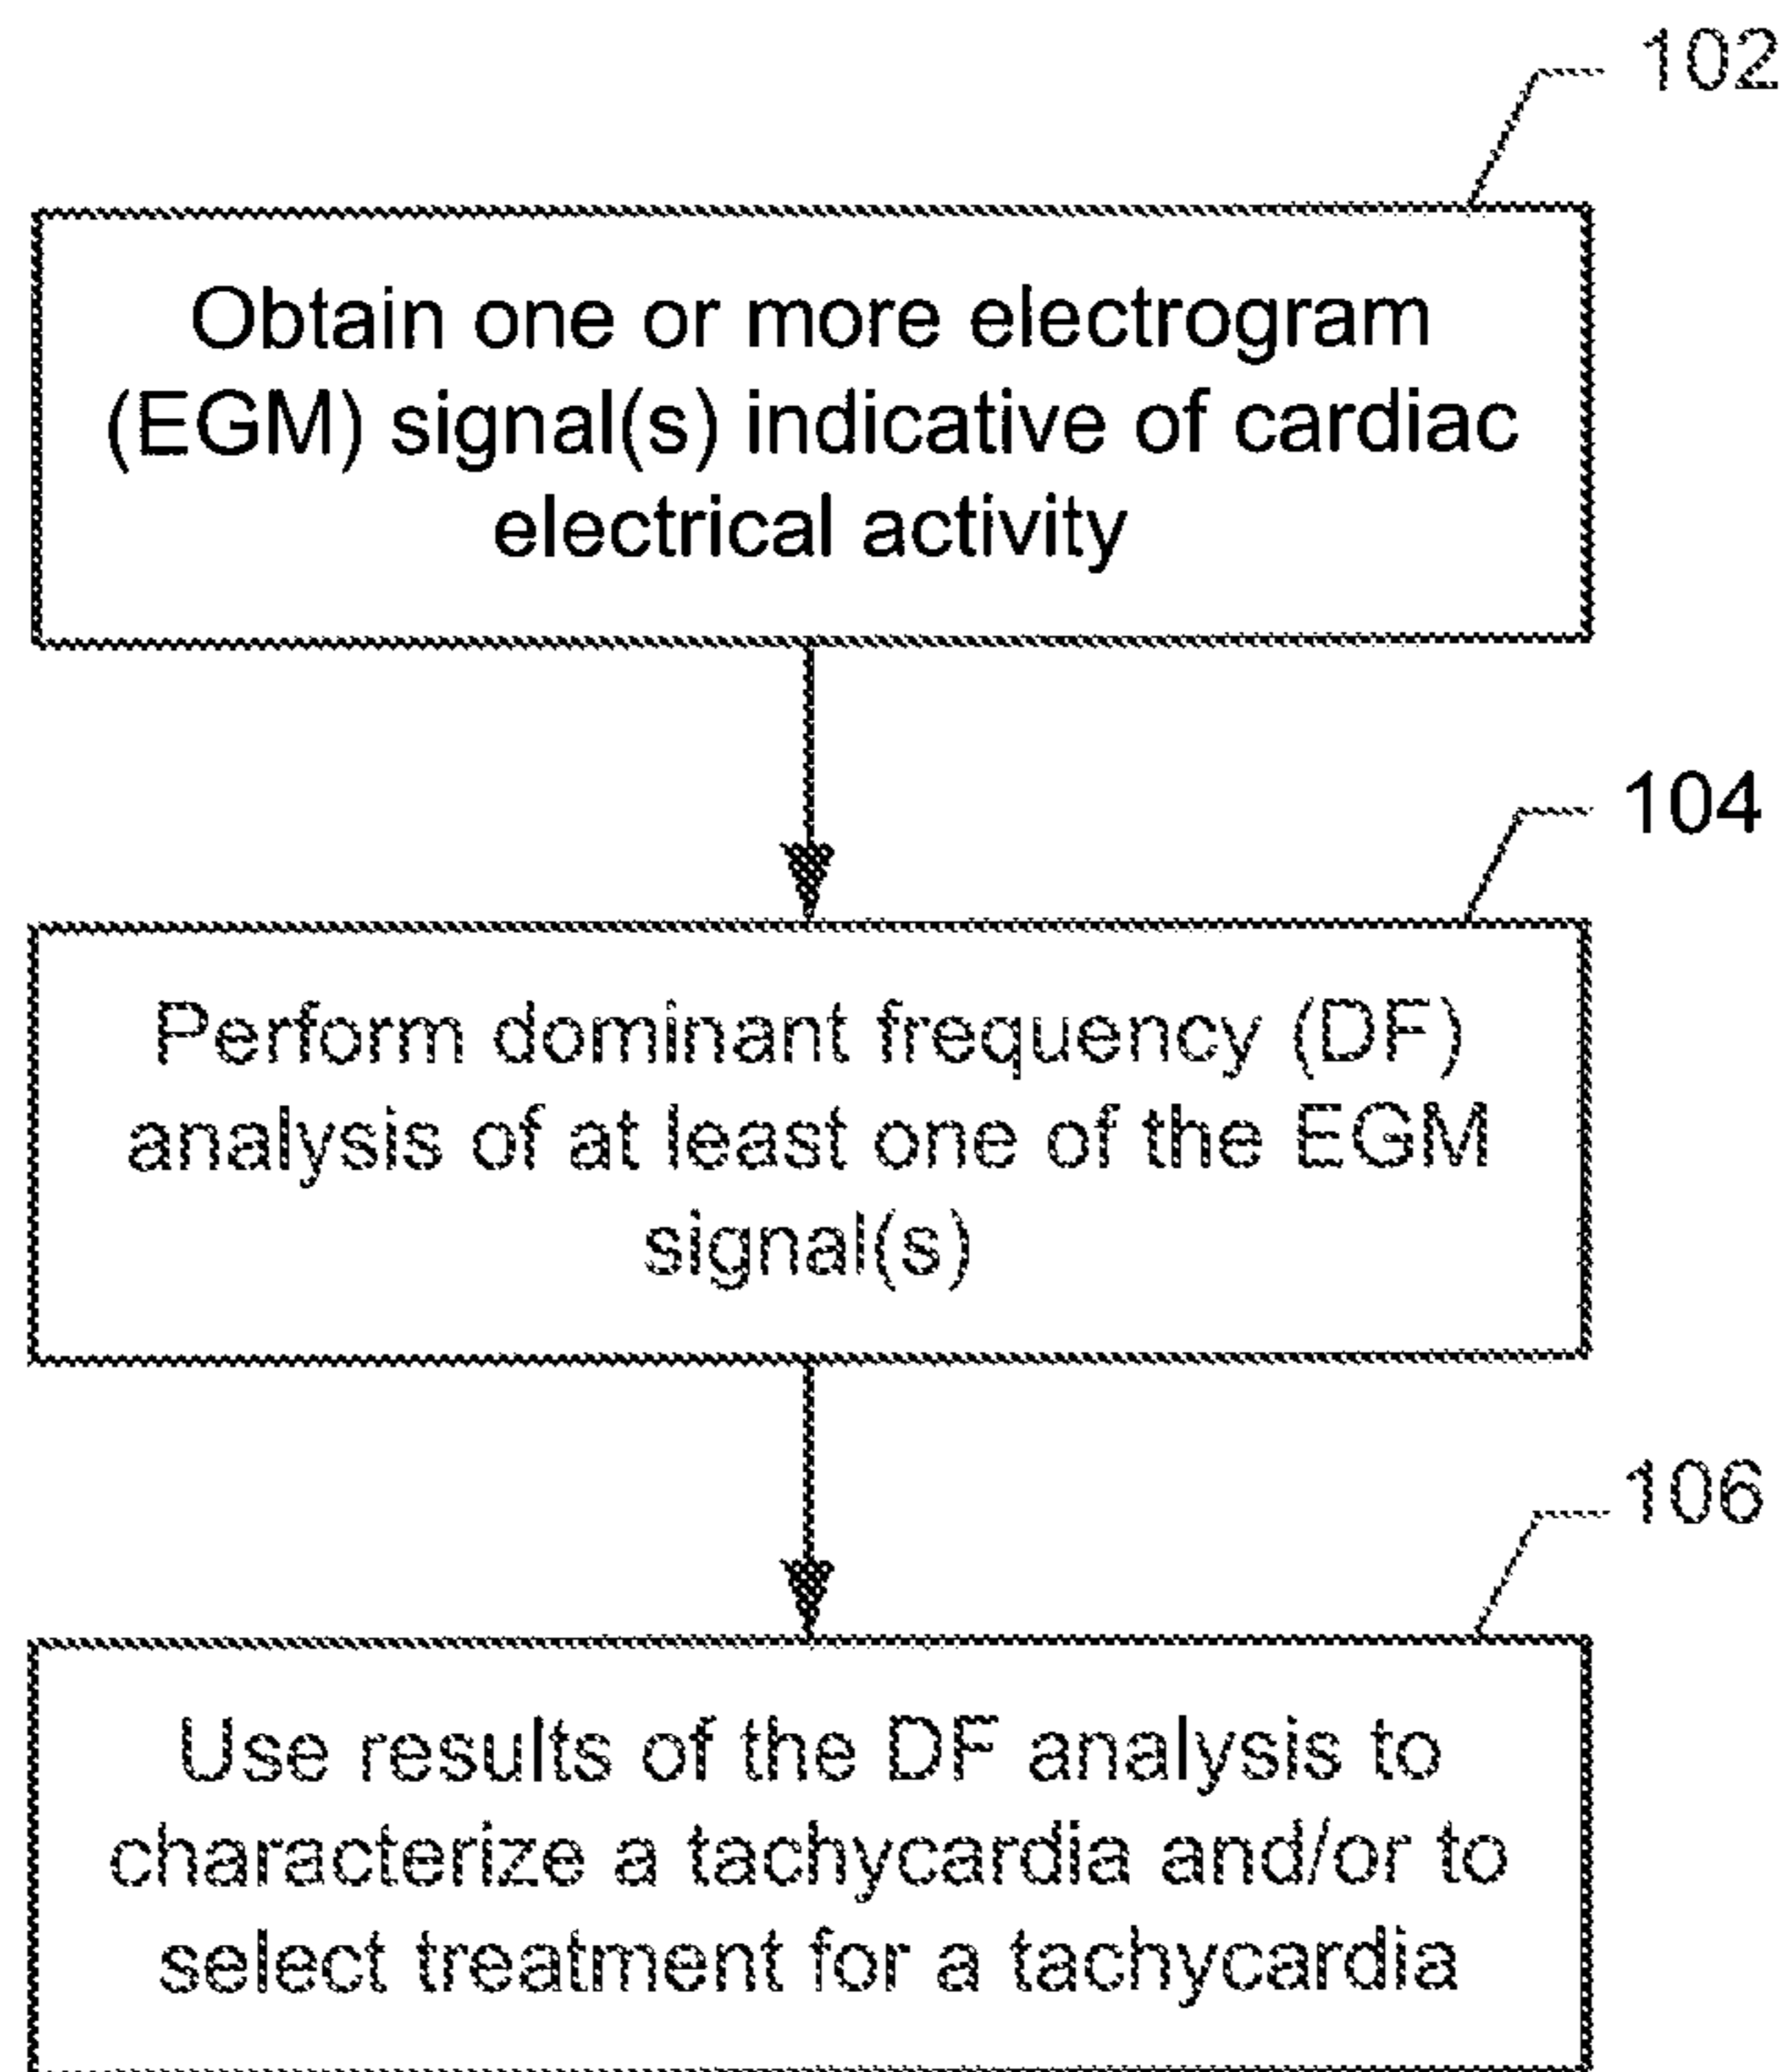 102
Obtain one or more electrogram
(EGM) signal(s) indicative of cardiac
electrical activity
104
Perform dominant frequency (DF)
analysis of at least one of the EGM
signal(s)
106
Use results of the DF analysis to
characterize a tachycardia and/or to
select treatment for a tachycardia